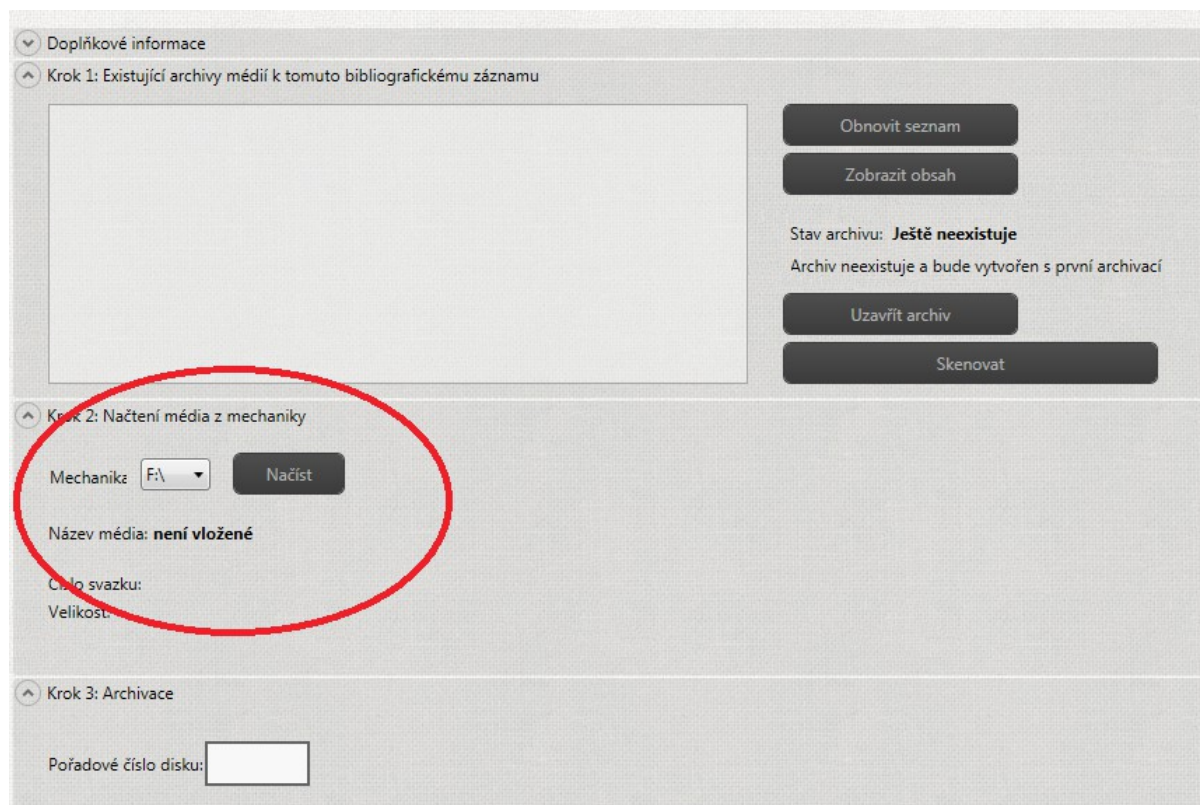 Doplňkové informace
Krok 1: Existující archivy médií k tomuto bibliografickému záznamu
Obnovit seznam
Zobrazit obsah
Stav archivu: Ještě neexistuje
Archiv neexistuje a bude vytvořen s první archivací
Uzavřít archiv
Skenovat
Krok 2: Načtení média z mechaniky
Mechanika F:\ Načíst
Název média: není vložené
Číslo svazku:
Velikost:
Krok 3: Archivace
Pořadové číslo disku: